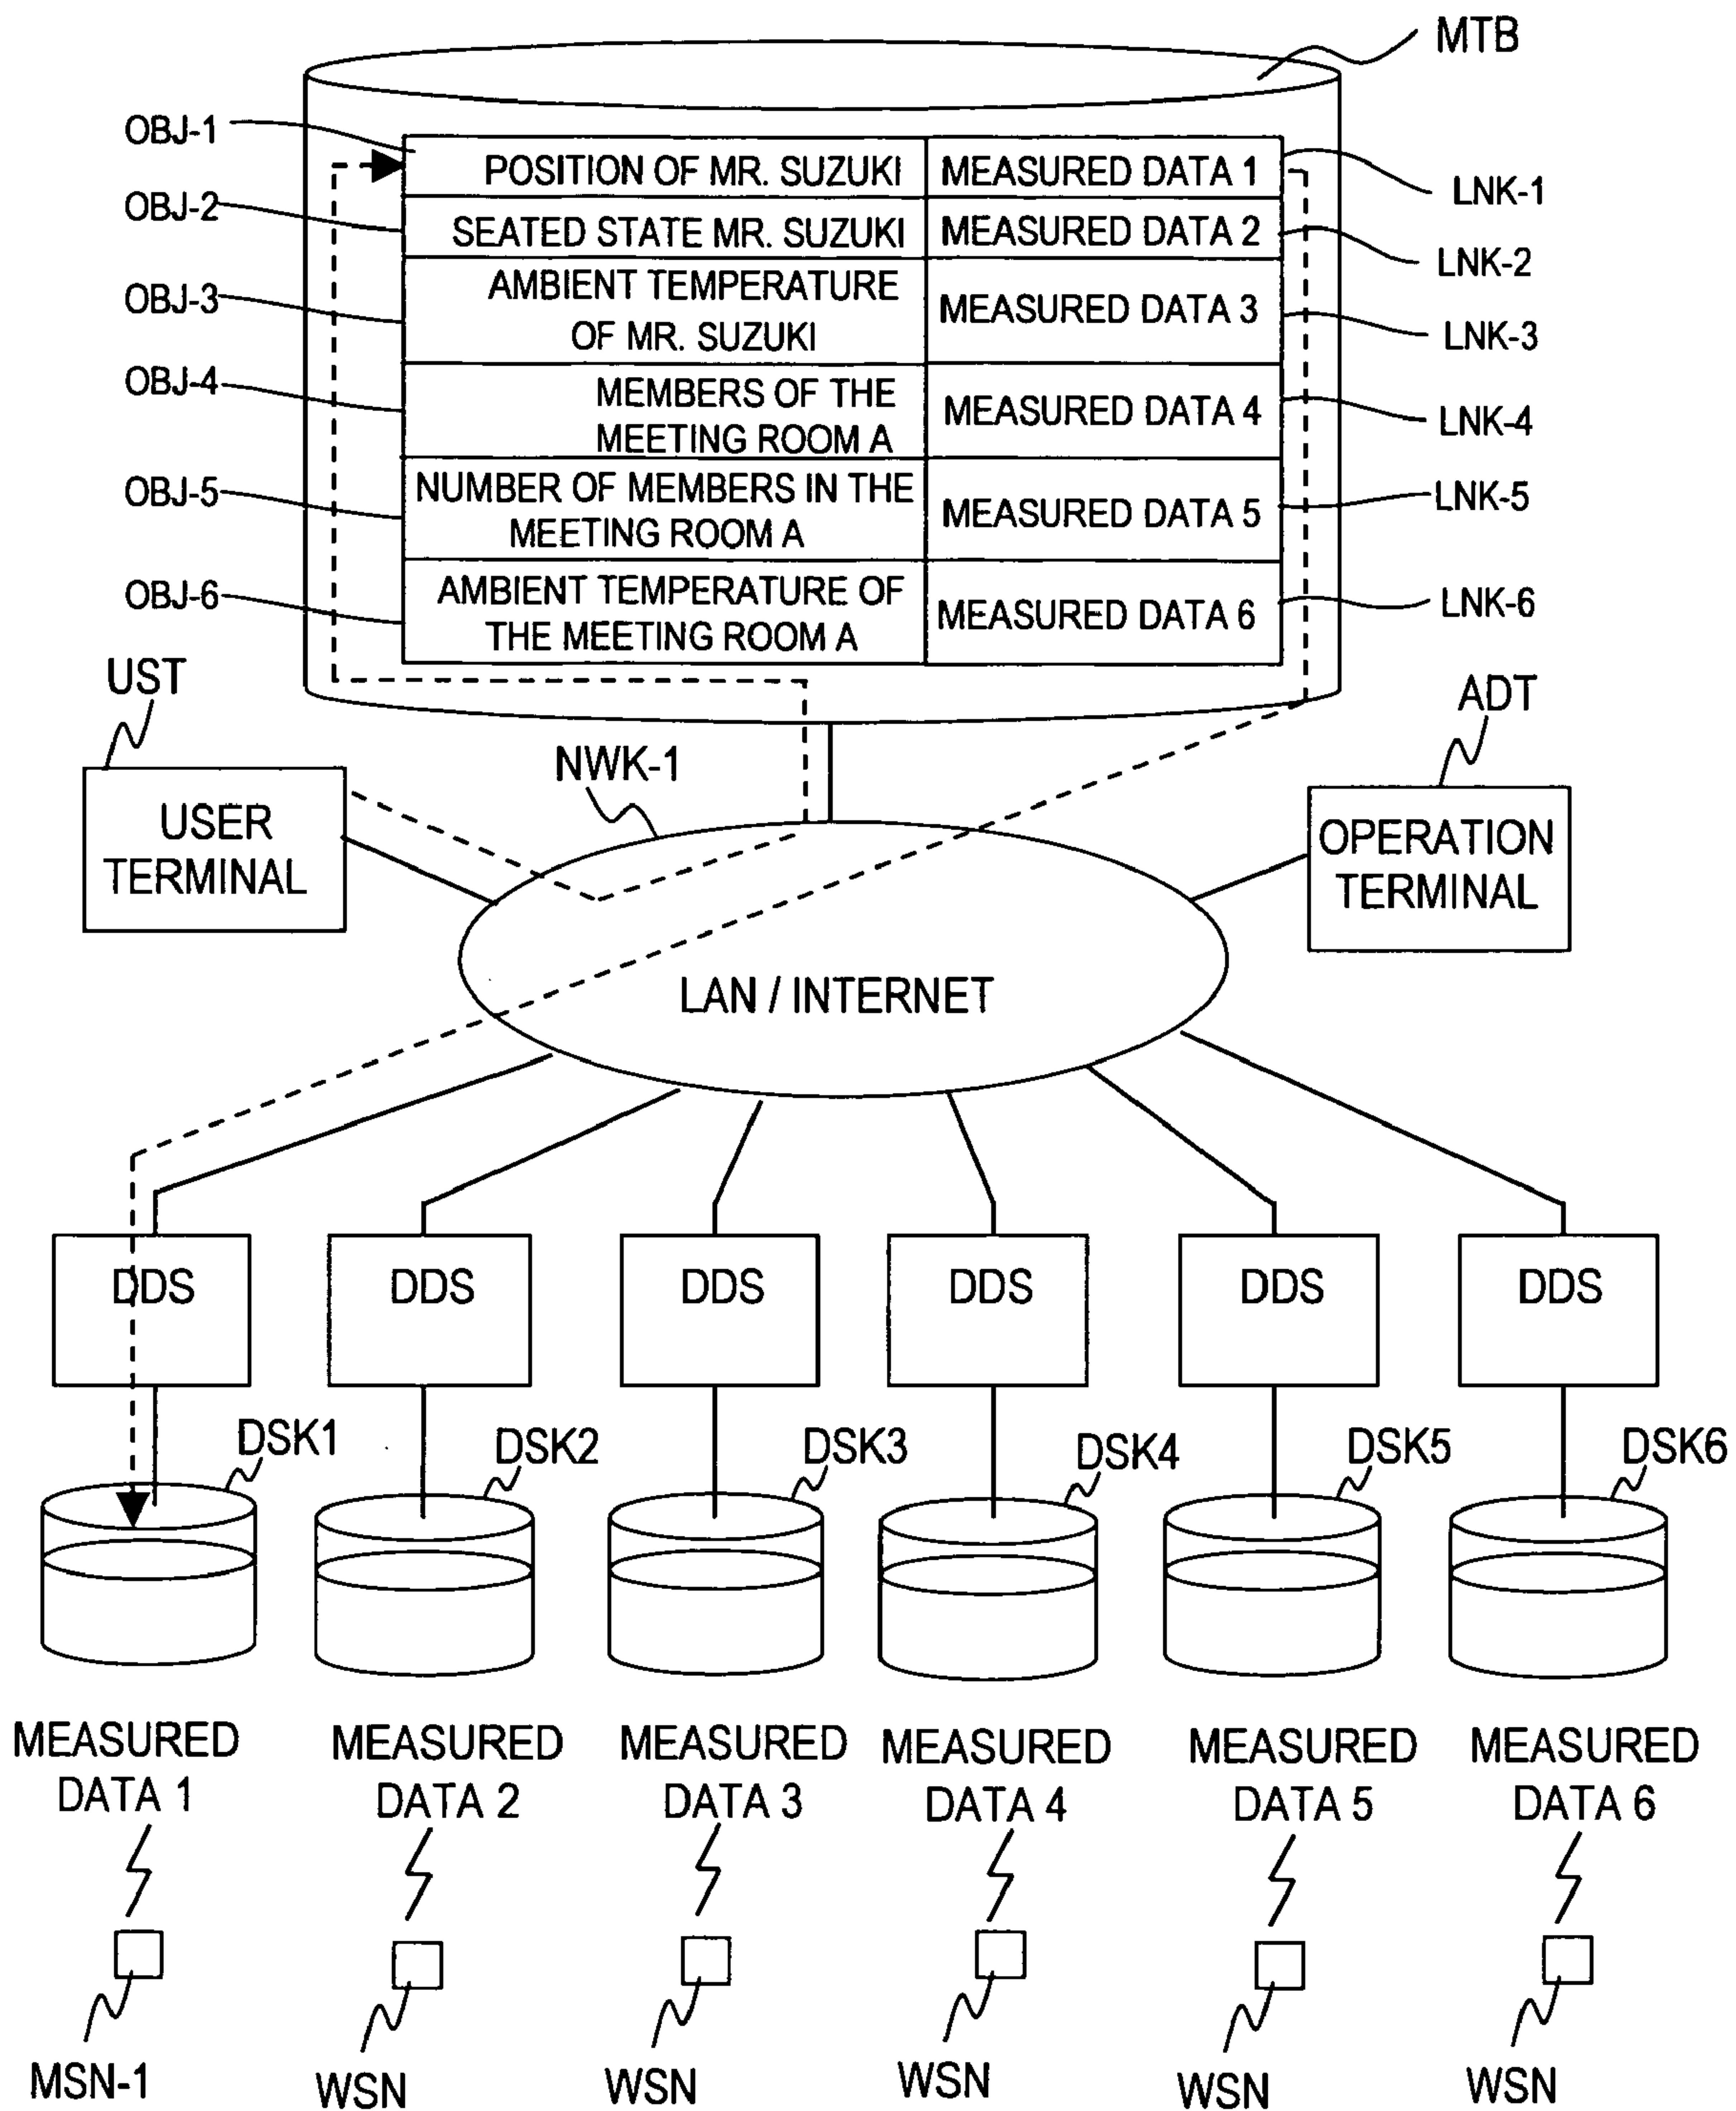 MTB
OBJ-1
POSITION OF MR. SUZUKI
MEASURED DATA 1
LNK-1
OBJ-2
SEATED STATE MR. SUZUKI
MEASURED DATA 2
LNK-2
OBJ-3
AMBIENT TEMPERATURE
OF MR. SUZUKI
MEASURED DATA 3
LNK-3
OBJ-4
MEMBERS OF THE
MEETING ROOM A
MEASURED DATA 4
LNK-4
OBJ-5
NUMBER OF MEMBERS IN THE
MEETING ROOM A
MEASURED DATA 5
LNK-5
OBJ-6
AMBIENT TEMPERATURE OF
THE MEETING ROOM A
MEASURED DATA 6
LNK-6
UST
USER
TERMINAL
NWK-1
ADT
OPERATION
TERMINAL
LAN / INTERNET
DDS
DDS
DDS
DDS
DDS
DDS
DSK1
DSK2
DSK3
DSK4
DSK5
DSK6
MEASURED
DATA 1
MEASURED
DATA 2
MEASURED
DATA 3
MEASURED
DATA 4
MEASURED
DATA 5
MEASURED
DATA 6
MSN-1
WSN
WSN
WSN
WSN
WSN